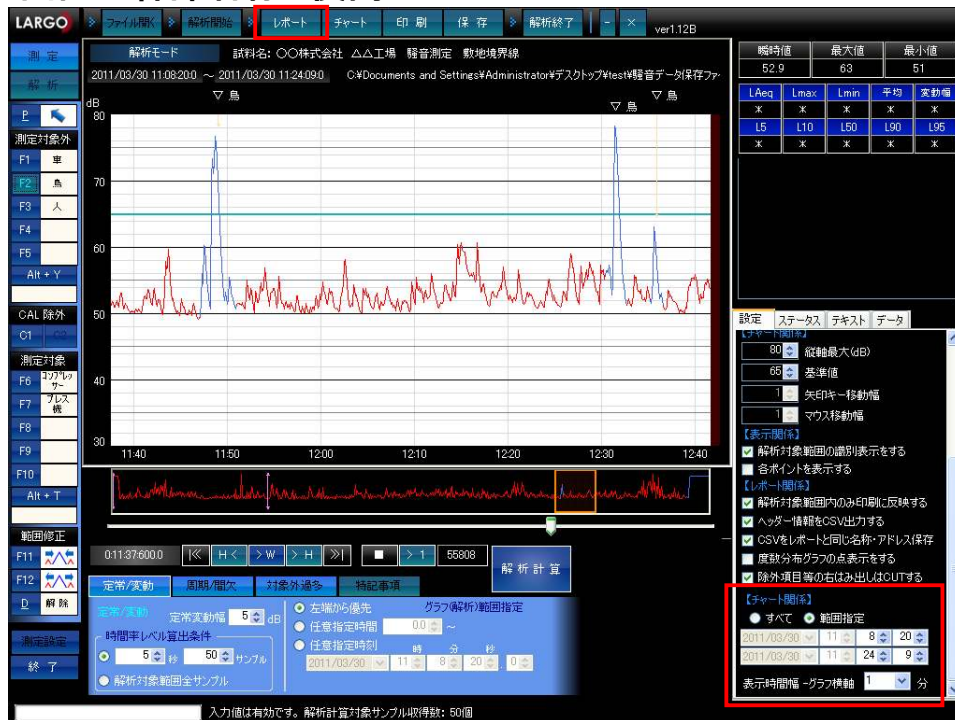 LARGO ファイル開く 解析開始 レポート チャート 印 刷 保 存 解析終了 - × ver1.12B
測 定
解 析
P
測定対象外
F1 車
F2 鳥
F3 人
F4
F5
Alt + Y
CAL 除外
C1 C2
測定対象
F6 コンプレッサー
F7 プレス機
F8
F9
F10
Alt + T
範囲修正
F11
F12
D 解 除
測定設定
終 了
解析モード 試料名: 〇〇株式会社 △△工場 騒音測定 敷地境界線
2011/03/30 11:08:20.0 ～ 2011/03/30 11:24:09.0 C:¥Documents and Settings¥Administrator¥デスクトップ¥test¥騒音データ保存ファ
▽ 鳥 ▽ 鳥 ▽ 鳥
dB
80
70
60
50
40
30
11:40 11:50 12:00 12:10 12:20 12:30 12:40
0:11:37:600.0 |≪ H < > W > H ≫| ■ > 1 55808 解 析 計 算
定常/変動 周期/間欠 対象外過多 特記事項
定常/変動 定常変動幅 5 dB
時間率レベル算出条件
5 秒 50 サンプル
解析対象範囲全サンプル
左端から優先 グラフ(解析)範囲指定
任意指定時間 0.0 ～
任意指定時刻 時 分 秒
2011/03/30 11 8 20 . 0
入力値は有効です。解析計算対象サンプル収得数: 50個
瞬時値 最大値 最小値
52.9 63 51
LAeq Lmax Lmin 平均 変動幅
* * * * *
L5 L10 L50 L90 L95
* * * * *
設定 ステータス テキスト データ
【チャート関係】
80 縦軸最大(dB)
65 基準値
1 矢印キー移動幅
1 マウス移動幅
【表示関係】
解析対象範囲の識別表示をする
各ポイントを表示する
【レポート関係】
解析対象範囲内のみ印刷に反映する
ヘッダー情報をCSV出力する
CSVをレポートと同じ名称・アドレス保存
度数分布グラフの点表示をする
除外項目等の右はみ出しはCUTする
【チャート関係】
すべて 範囲指定
2011/03/30 11 8 20
2011/03/30 11 24 9
表示時間幅 -グラフ横軸 1 分